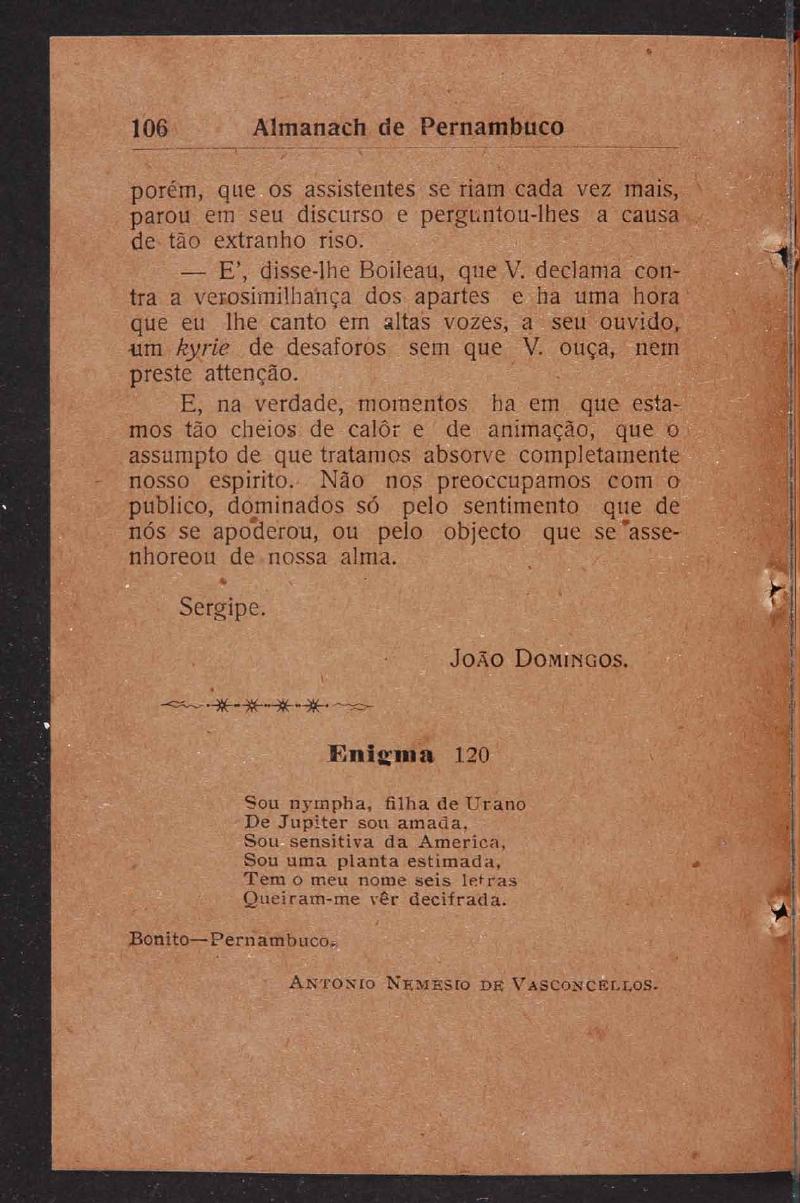 106 Almanach de Pernambuco
porém, que os assistentes se riam cada vez mais,
parou em seu discurso e perguntou-lhes a causa
de tão extranho riso.
— E’, disse-lhe Boileau, que V. declama con-
tra a verosimilhança dos apartes e ha uma hora
que eu lhe canto em altas vozes, a seu ouvido,
um kyrie de desaforos sem que V. ouça, nem
preste attenção.
E, na verdade, momentos ha em que esta-
mos tão cheios de calôr e de animação, que o
assumpto de que tratamos absorve completamente
nosso espirito. Não nos preoccupamos com o
publico, dominados só pelo sentimento que de
nós se apoderou, ou pelo objecto que se asse-
nhoreou de nossa alma.
Sergipe.
JOÃO DOMINGOS.
Enigma 120
Sou nympha, filha de Urano
De Jupiter sou amada,
Sou sensitiva da America,
Sou uma planta estimada,
Tem o meu nome seis letras
Queiram-me vêr decifrada.
Bonito—Pernambuco.
ANTONIO NEMESIO DE VASCONCELLOS.